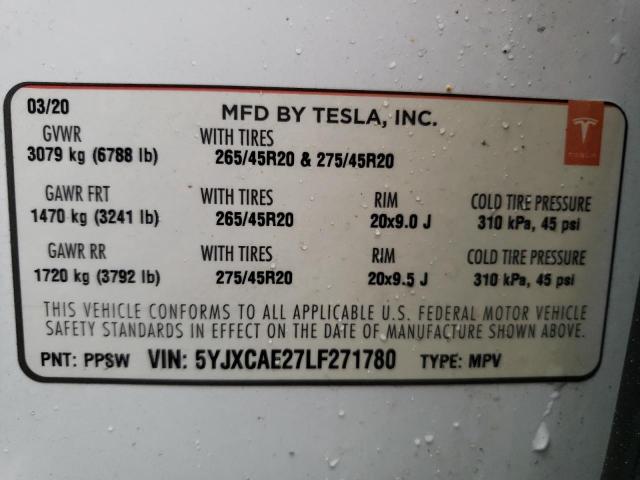 03/20 MFD BY TESLA, INC.
GVWR WITH TIRES
3079 kg (6788 lb) 265/45R20 & 275/45R20
TESLA
GAWR FRT WITH TIRES RIM COLD TIRE PRESSURE
1470 kg (3241 lb) 265/45R20 20x9.0 J 310 kPa, 45 psi
GAWR RR WITH TIRES RIM COLD TIRE PRESSURE
1720 kg (3792 lb) 275/45R20 20x9.5 J 310 kPa, 45 psi
THIS VEHICLE CONFORMS TO ALL APPLICABLE U.S. FEDERAL MOTOR VEHICLE
SAFETY STANDARDS IN EFFECT ON THE DATE OF MANUFACTURE SHOWN ABOVE.
PNT: PPSW VIN: 5YJXCAE27LF271780 TYPE: MPV